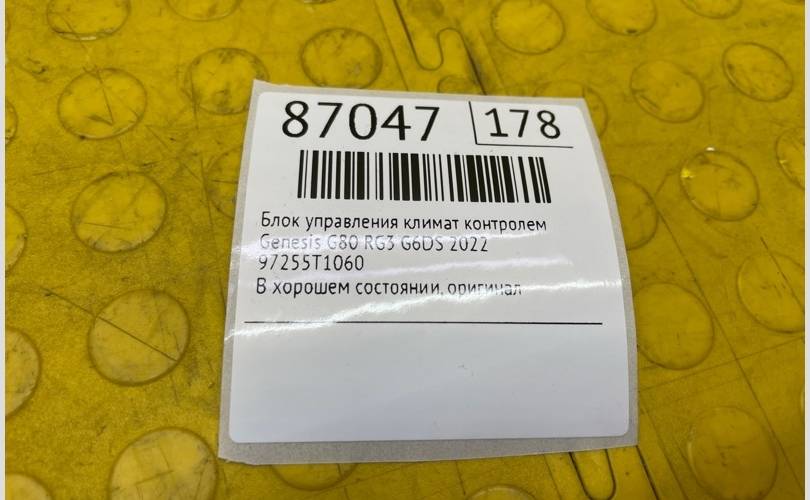 87047 178
Блок управления климат контролем
Genesis G80 RG3 G6DS 2022
97255T1060
В хорошем состоянии, оригинал